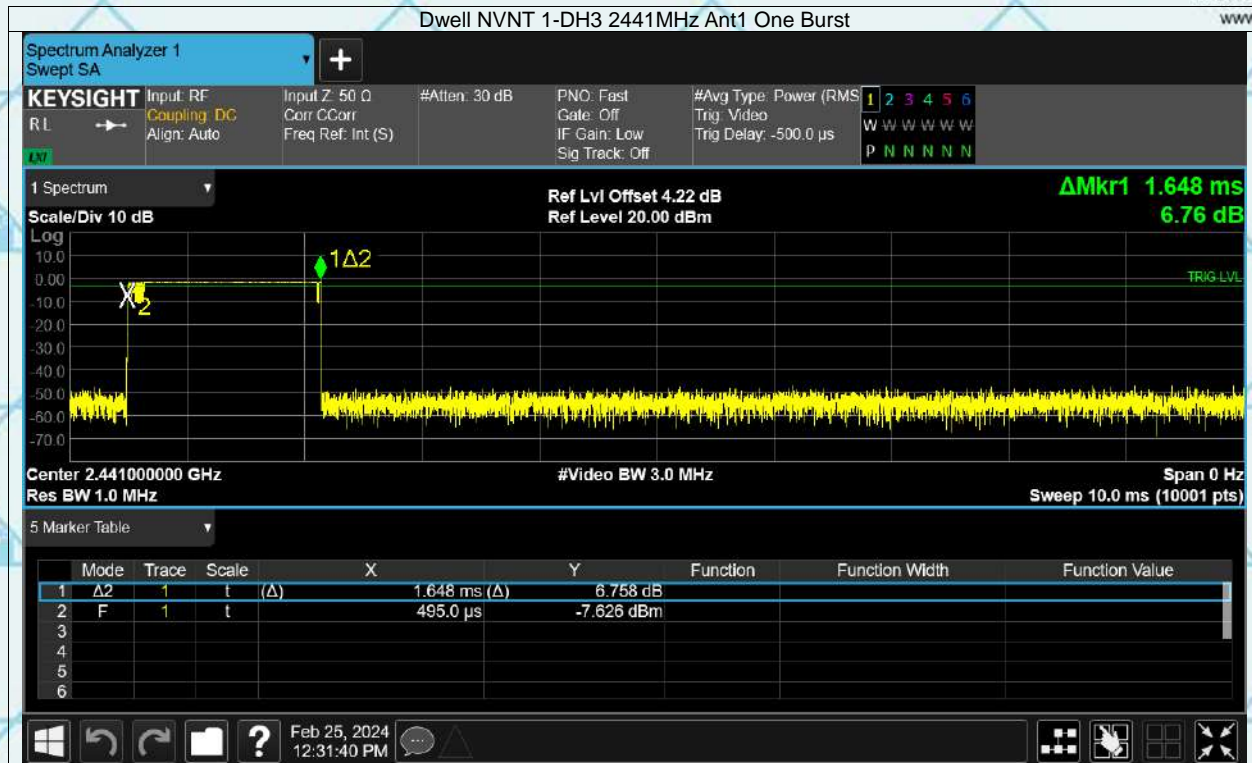 Dwell NVNT 1-DH3 2441MHz Ant1 One Burst
www
Spectrum Analyzer 1
Swept SA
KEYSIGHT
RL
LXI
Input: RF
Coupling: DC
Align: Auto
Input Z: 50 Ω
Corr CCorr
Freq Ref: Int (S)
#Atten: 30 dB
PNO: Fast
Gate: Off
IF Gain: Low
Sig Track: Off
#Avg Type: Power (RMS
Trig: Video
Trig Delay: -500.0 µs
1 2 3 4 5 6
W W W W W W
P N N N N N
1 Spectrum
Scale/Div 10 dB
Ref Lvl Offset 4.22 dB
Ref Level 20.00 dBm
ΔMkr1 1.648 ms
6.76 dB
Log
10.0
0.00
-10.0
-20.0
-30.0
-40.0
-50.0
-60.0
-70.0
1Δ2
X2
TRIG LVL
Center 2.441000000 GHz
Res BW 1.0 MHz
#Video BW 3.0 MHz
Span 0 Hz
Sweep 10.0 ms (10001 pts)
5 Marker Table
Mode Trace Scale X Y Function Function Width Function Value
1 Δ2 1 t (Δ) 1.648 ms (Δ) 6.758 dB
2 F 1 t 495.0 µs -7.626 dBm
3
4
5
6
?
Feb 25, 2024
12:31:40 PM